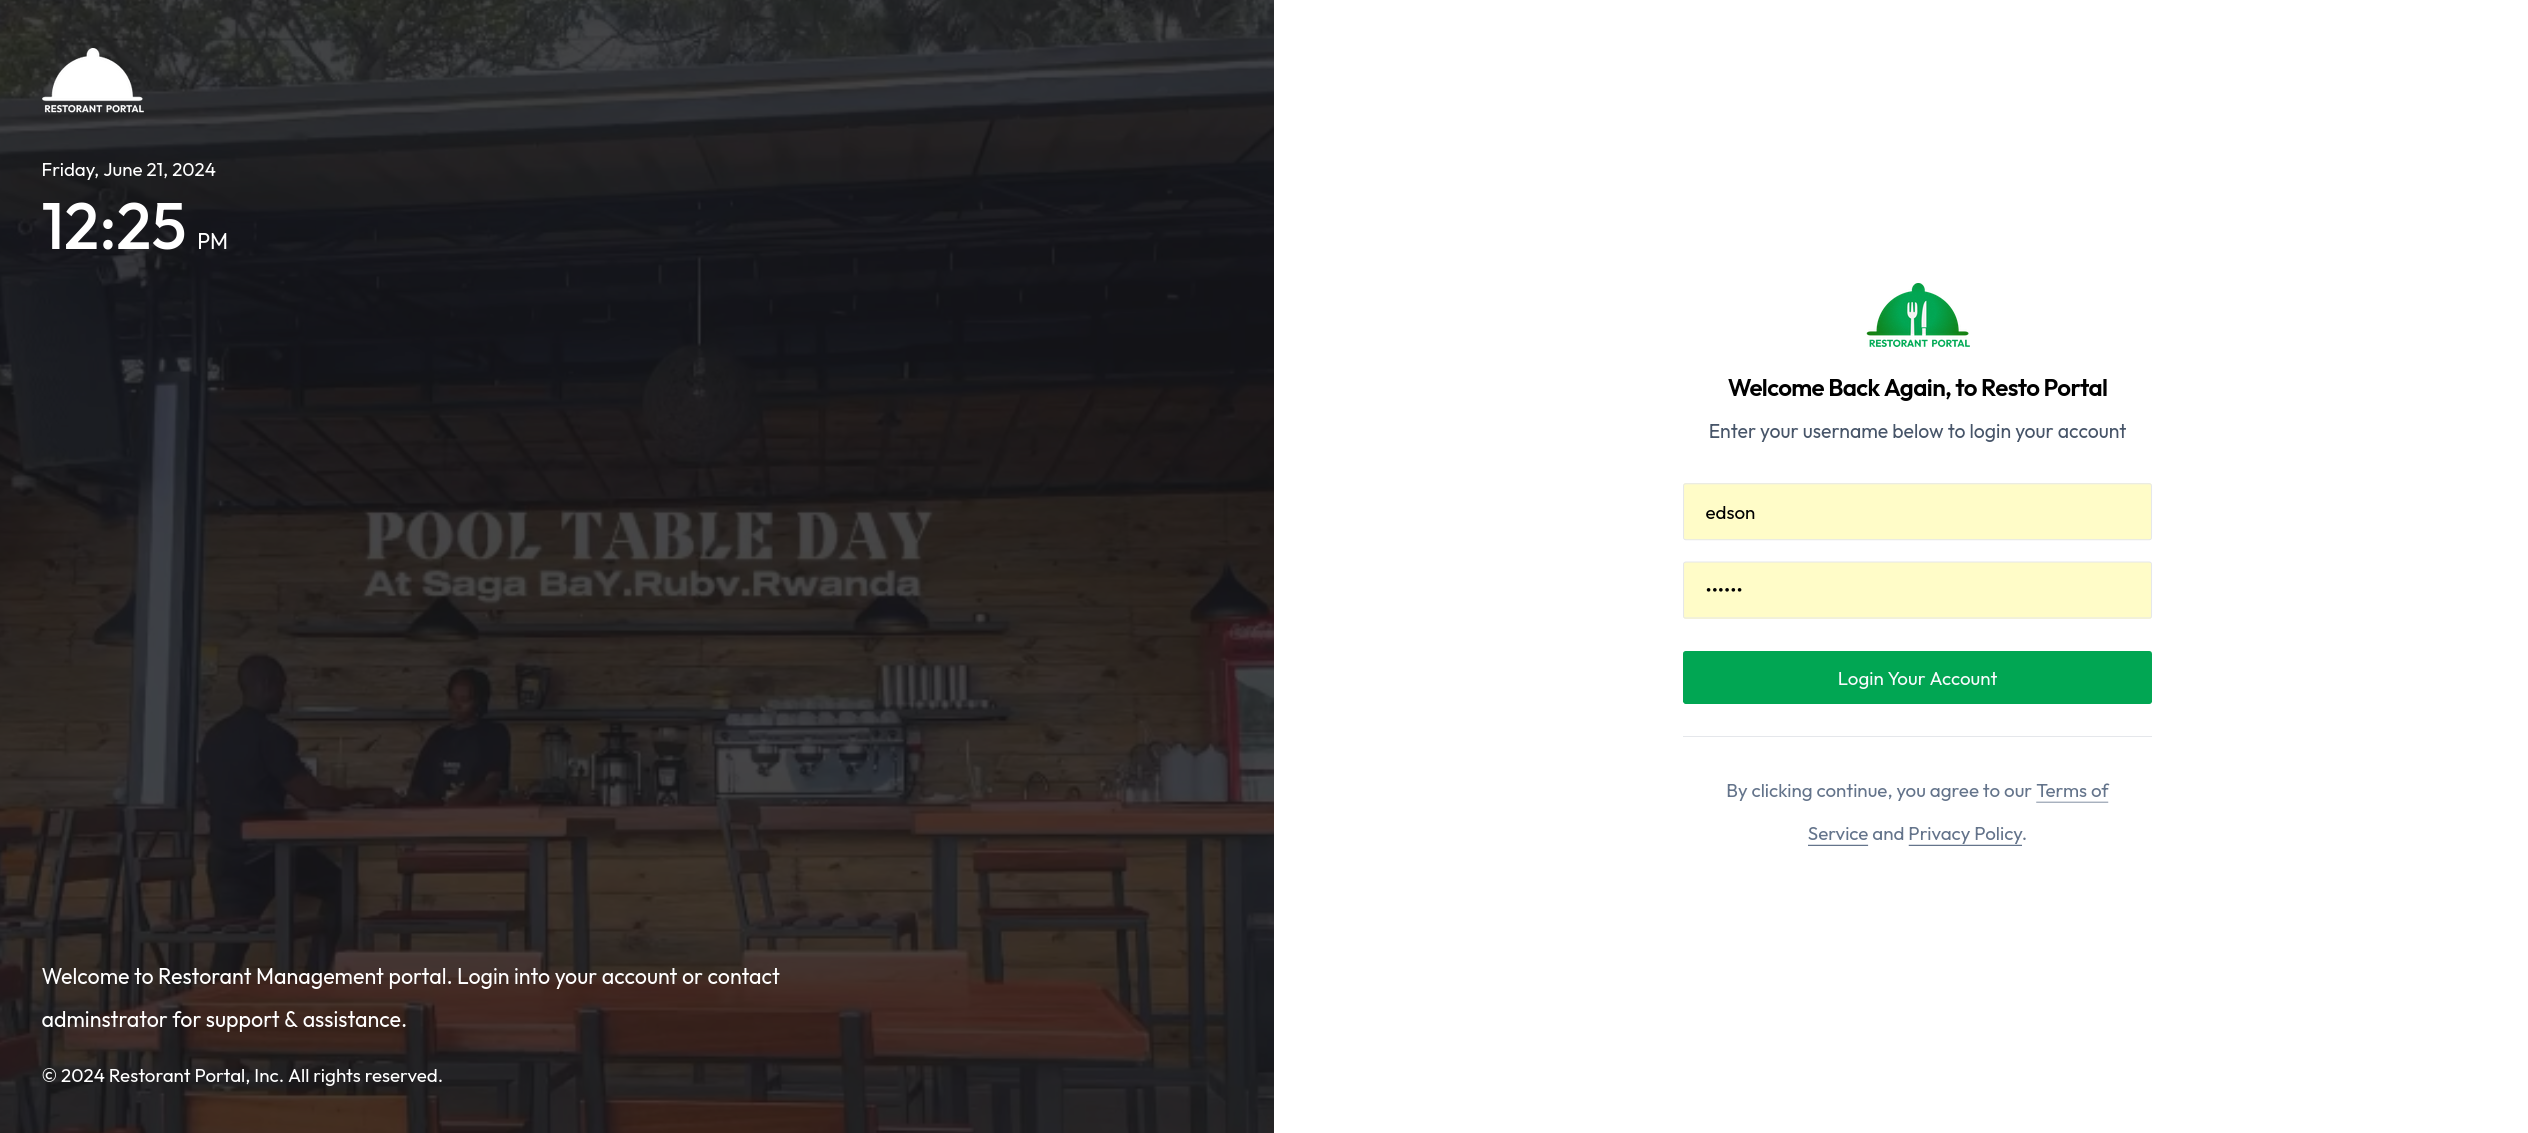 RESTORANT PORTAL
Friday, June 21, 2024
12:25 PM
POOL TABLE DAY
At Saga BaY.Rubv.Rwanda
Welcome to Restorant Management portal. Login into your account or contact
adminstrator for support & assistance.
© 2024 Restorant Portal, Inc. All rights reserved.
RESTORANT PORTAL
Welcome Back Again, to Resto Portal
Enter your username below to login your account
edson
••••••
Login Your Account
By clicking continue, you agree to our Terms of
Service and Privacy Policy.